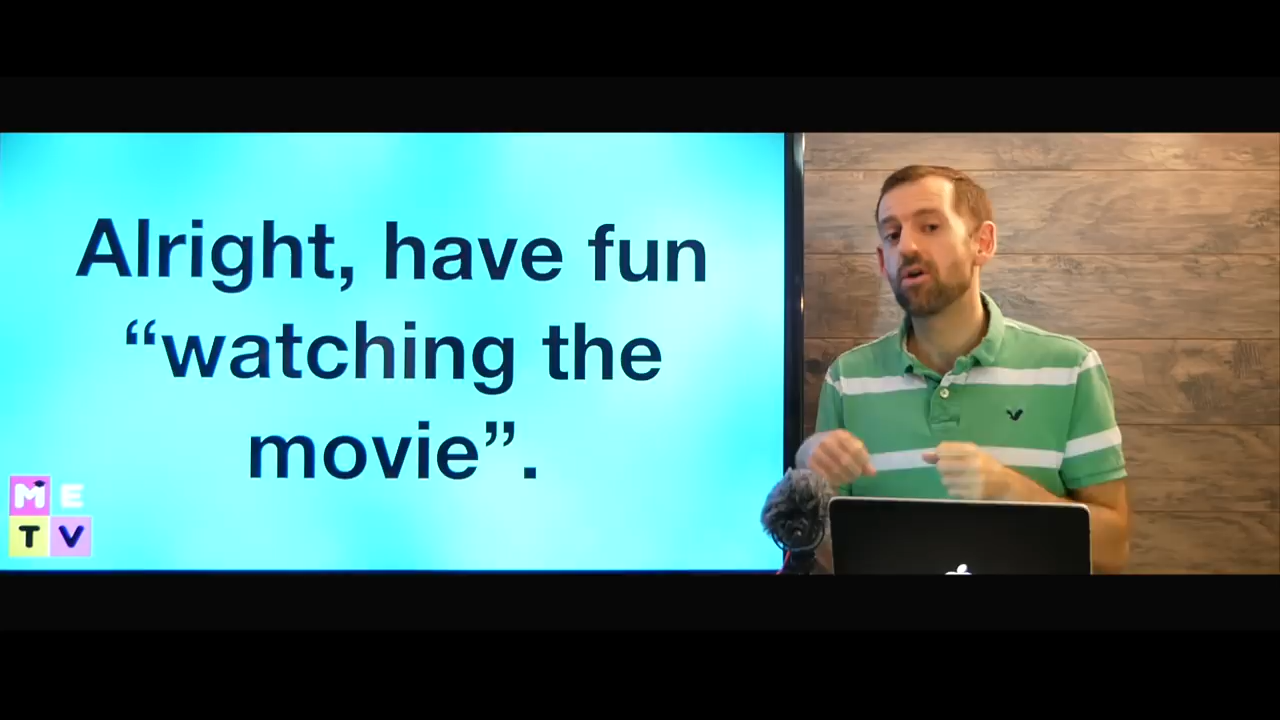 Alright, have fun
“watching the
movie”.
M E
T V